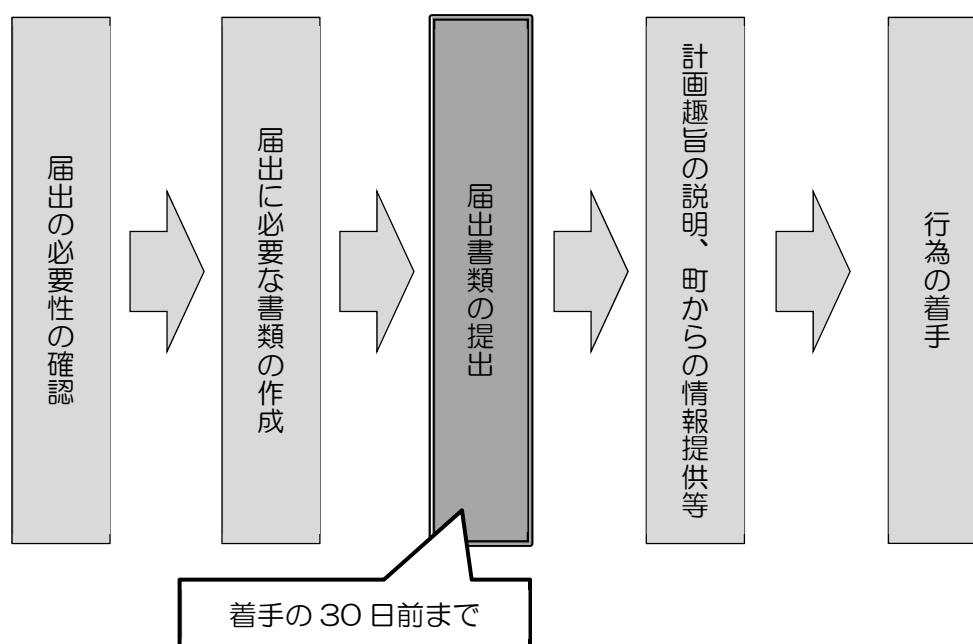 届出の必要性の確認
届出に必要な書類の作成
届出書類の提出
計画趣旨の説明、町からの情報提供等
行為の着手
着手の30日前まで